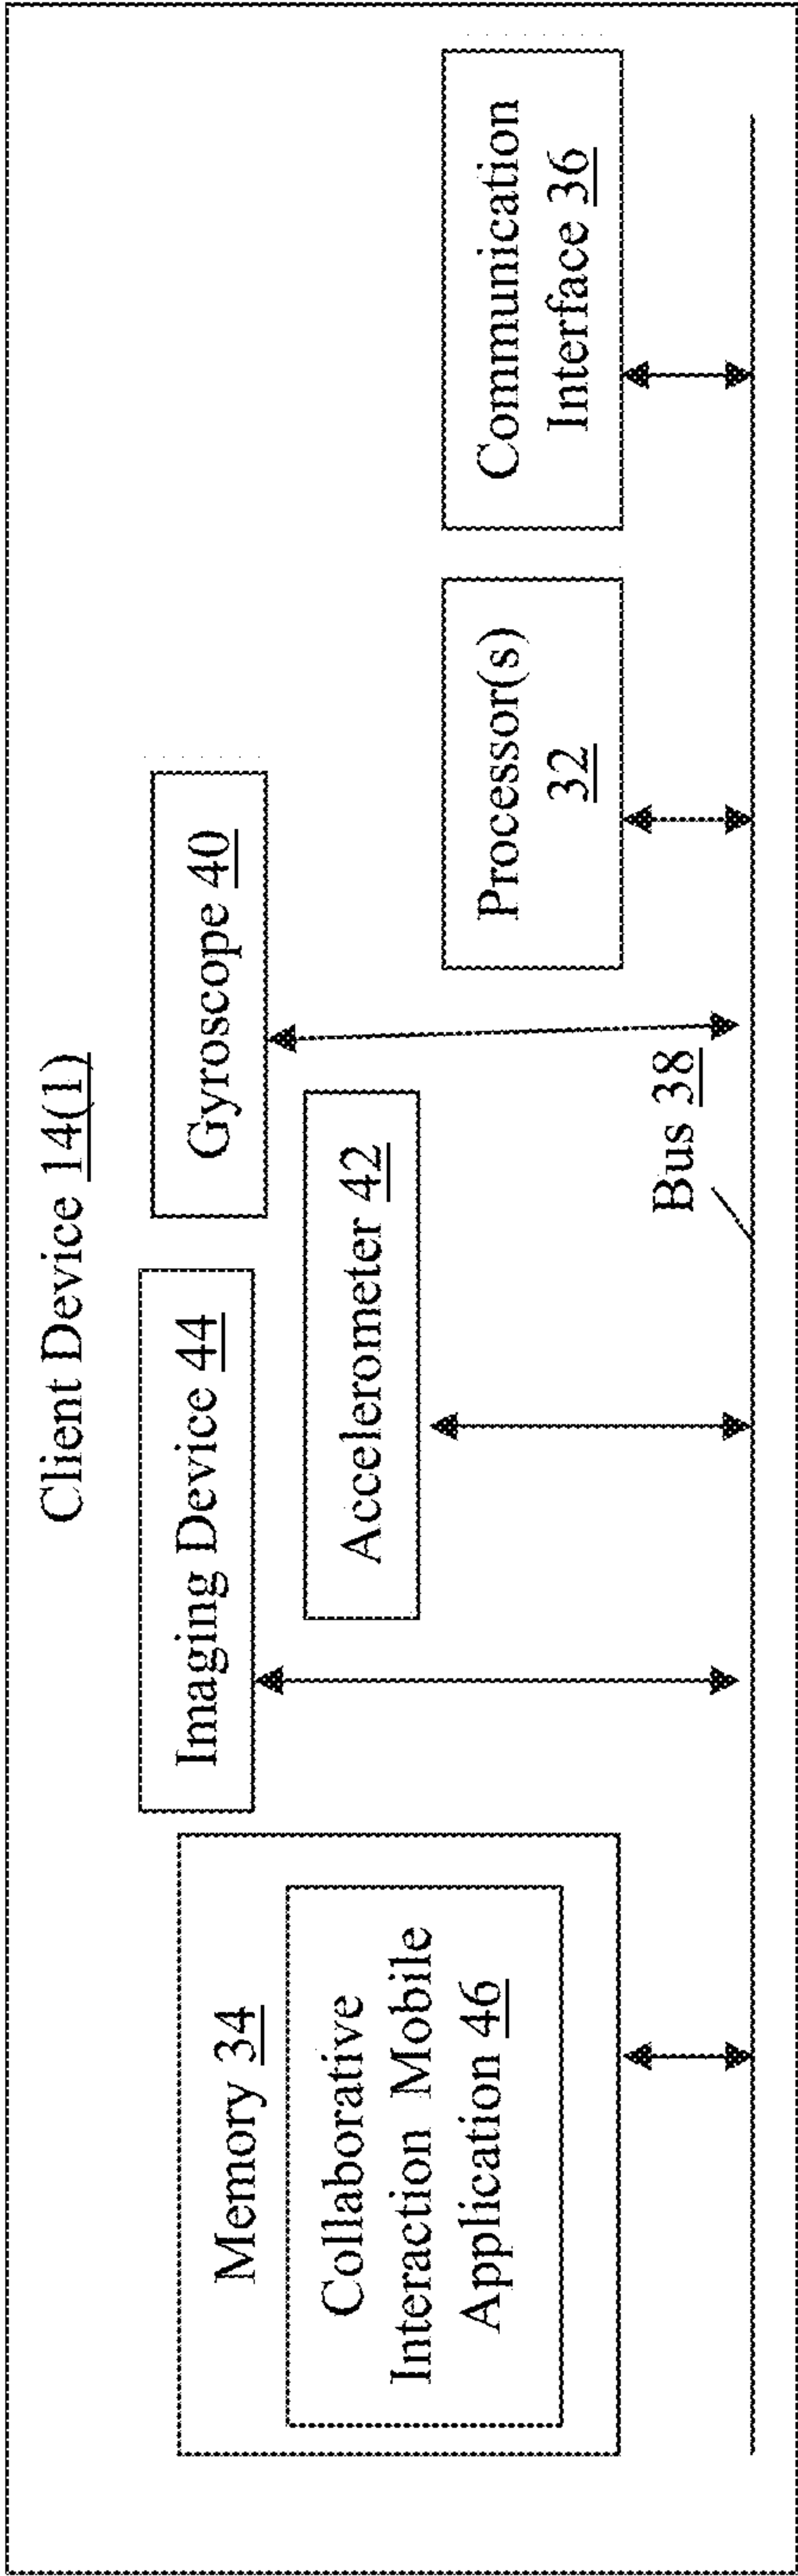 Client Device 14(1)
Memory 34
Collaborative
Interaction Mobile
Application 46
Imaging Device 44
Accelerometer 42
Gyroscope 40
Bus 38
Processor(s)
32
Communication
Interface 36